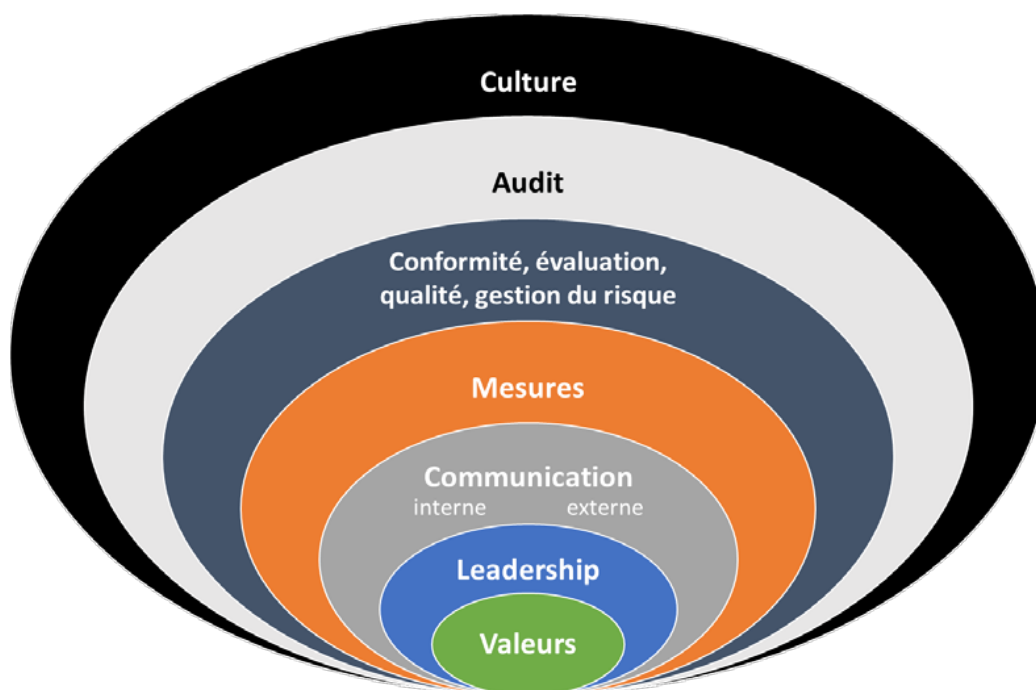 Culture
Audit
Conformité, évaluation,
qualité, gestion du risque
Mesures
Communication
interne externe
Leadership
Valeurs